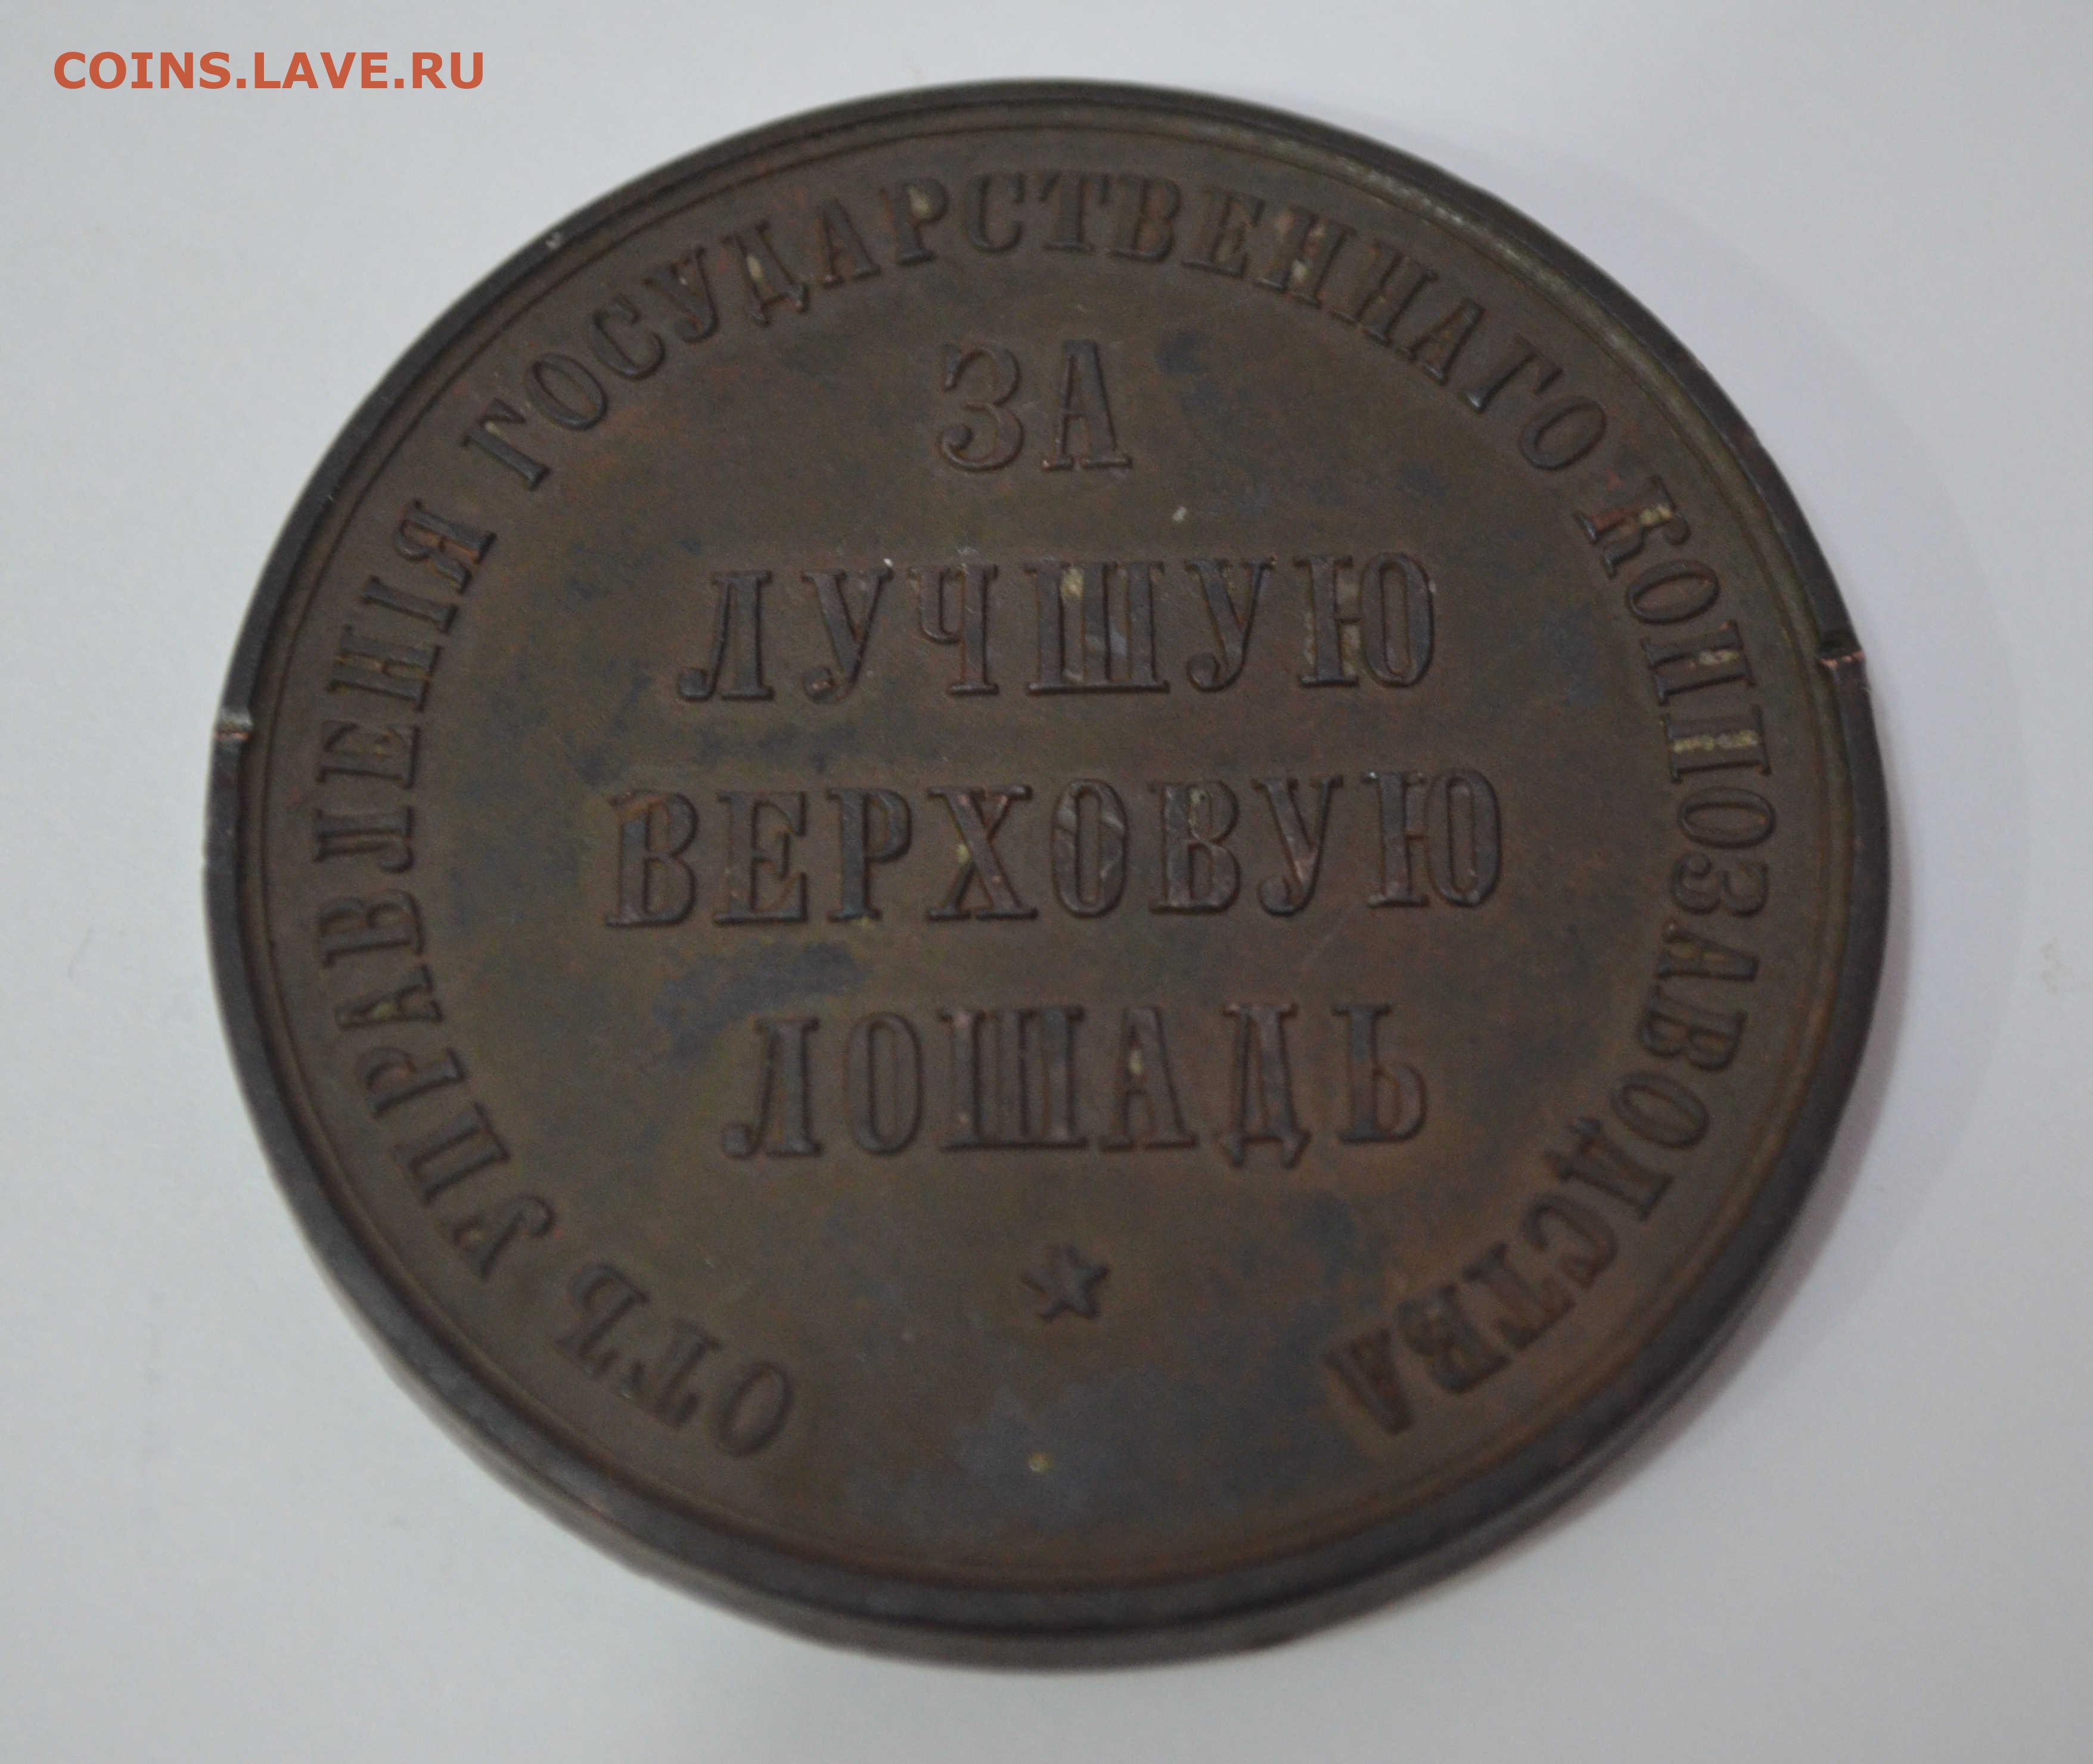 COINS.LAVE.RU
ОТЪ УПРАВЛЕНІЯ ГОСУДАРСТВЕННАГО КОННОЗАВОДСТВА
ЗА
ЛУЧШУЮ
ВЕРХОВУЮ
ЛОШАДЬ